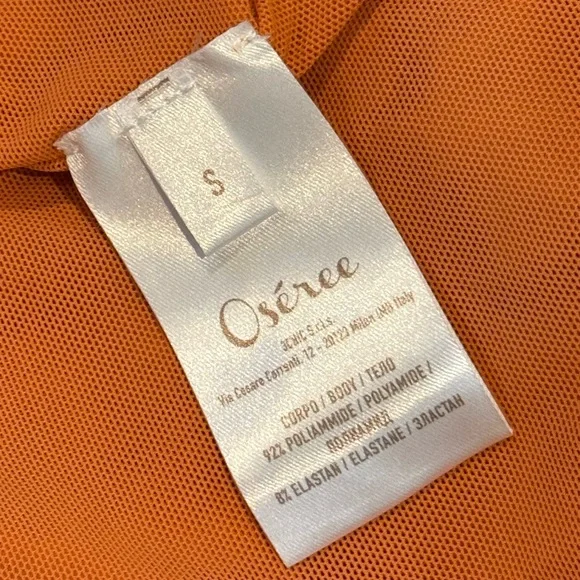 S
Oséree
S.r.l.s.
Via Cesare Correnti, 12 - 20123 Milan (MI) Italy
CORPO / BODY / ТЕЛО
92% POLIAMMIDE / POLYAMIDE /
8% ELASTAN / ELASTANE / ЭЛАСТАН